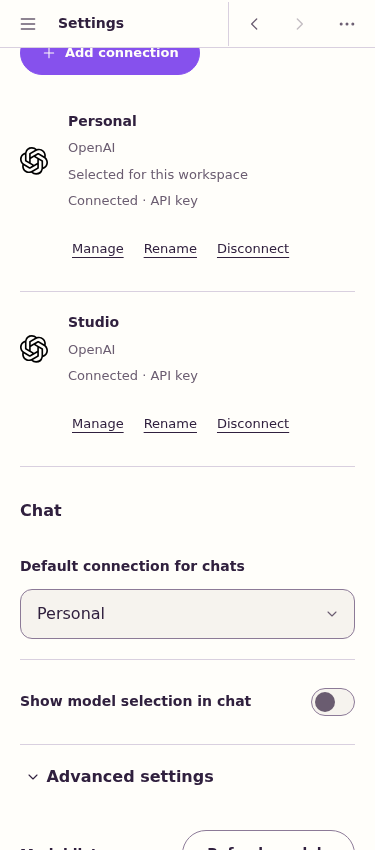 Settings
Add connection
Personal
OpenAI
Selected for this workspace
Connected · API key
Manage Rename Disconnect
Studio
OpenAI
Connected · API key
Manage Rename Disconnect
Chat
Default connection for chats
Personal
Show model selection in chat
Advanced settings